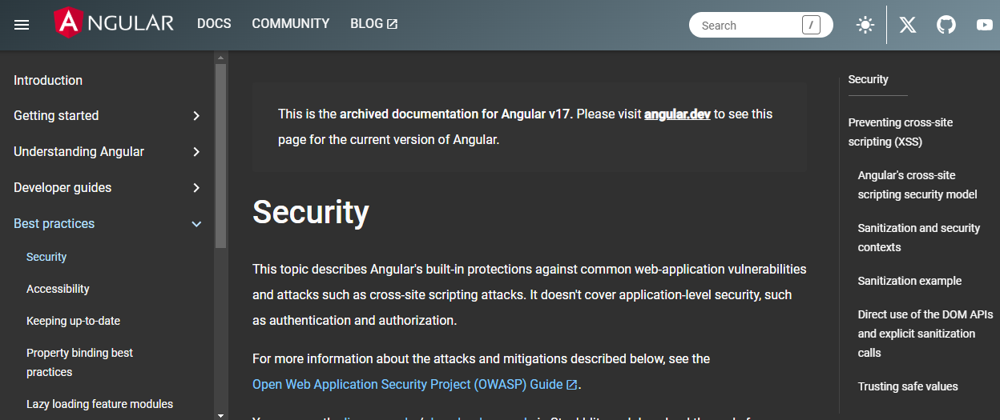 NGULAR
DOCS
COMMUNITY
BLOG
Search
/
Introduction
Getting started
Understanding Angular
Developer guides
Best practices
Security
Accessibility
Keeping up-to-date
Property binding best
practices
Lazy loading feature modules
This is the archived documentation for Angular v17. Please visit angular.dev to see this
page for the current version of Angular.
Security
This topic describes Angular's built-in protections against common web-application vulnerabilities
and attacks such as cross-site scripting attacks. It doesn't cover application-level security, such
as authentication and authorization.
For more information about the attacks and mitigations described below, see the
Open Web Application Security Project (OWASP) Guide .
Security
Preventing cross-site
scripting (XSS)
Angular's cross-site
scripting security model
Sanitization and security
contexts
Sanitization example
Direct use of the DOM APIs
and explicit sanitization
calls
Trusting safe values